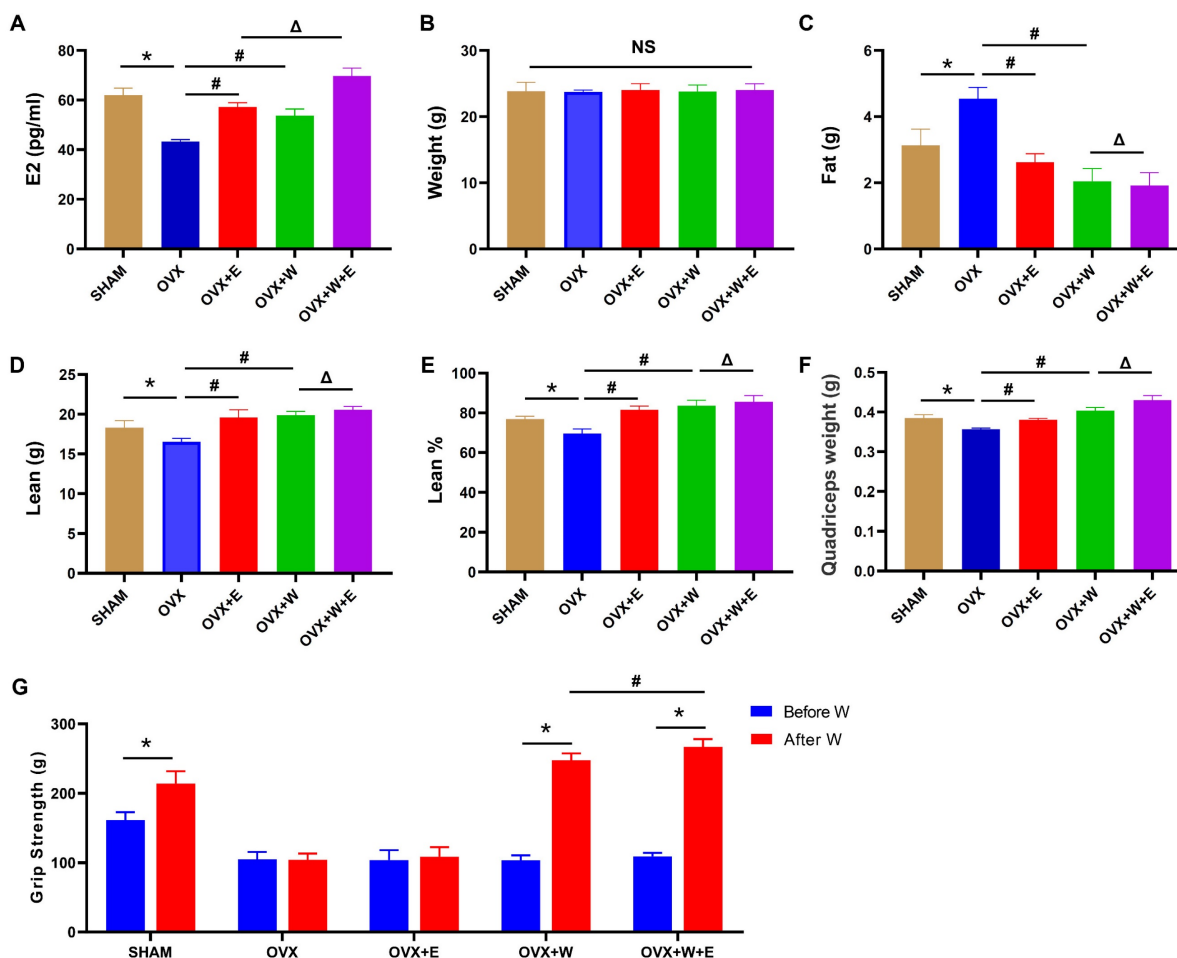 A
E2 (pg/ml)
80
60
40
20
0
*
#
#
Δ
SHAM
OVX
OVX+E
OVX+W
OVX+W+E
B
Weight (g)
30
20
10
0
NS
SHAM
OVX
OVX+E
OVX+W
OVX+W+E
C
Fat (g)
6
4
2
0
*
#
#
Δ
SHAM
OVX
OVX+E
OVX+W
OVX+W+E
D
Lean (g)
25
20
15
10
5
0
*
#
#
Δ
SHAM
OVX
OVX+E
OVX+W
OVX+W+E
E
Lean %
100
80
60
40
20
0
*
#
#
Δ
SHAM
OVX
OVX+E
OVX+W
OVX+W+E
F
Quadriceps weight (g)
0.5
0.4
0.3
0.2
0.1
0.0
*
#
#
Δ
SHAM
OVX
OVX+E
OVX+W
OVX+W+E
G
Grip Strength (g)
300
200
100
0
*
*
*
#
SHAM
OVX
OVX+E
OVX+W
OVX+W+E
Before W
After W